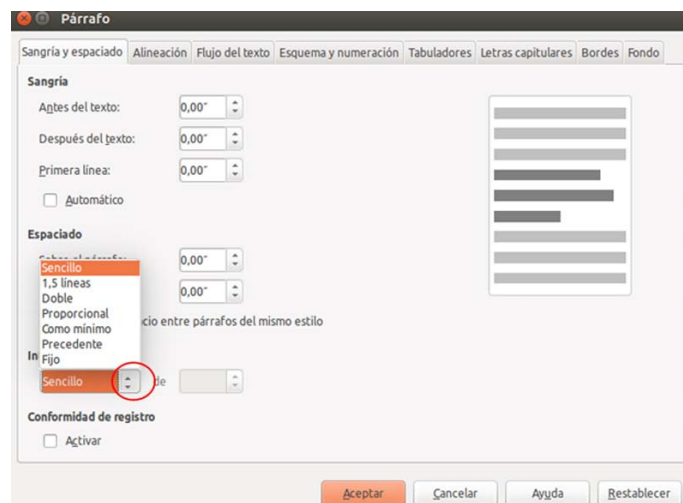 Párrafo
Sangría y espaciado Alineación Flujo del texto Esquema y numeración Tabuladores Letras capitulares Bordes Fondo
Sangría
Antes del texto: 0,00"
Después del texto: 0,00"
Primera línea: 0,00"
Automático
Espaciado
0,00"
Sencillo
1,5 líneas
Doble 0,00"
Proporcional
Como mínimo entre párrafos del mismo estilo
Precedente
Fijo
Sencillo de
Conformidad de registro
Activar
Aceptar Cancelar Ayuda Restablecer